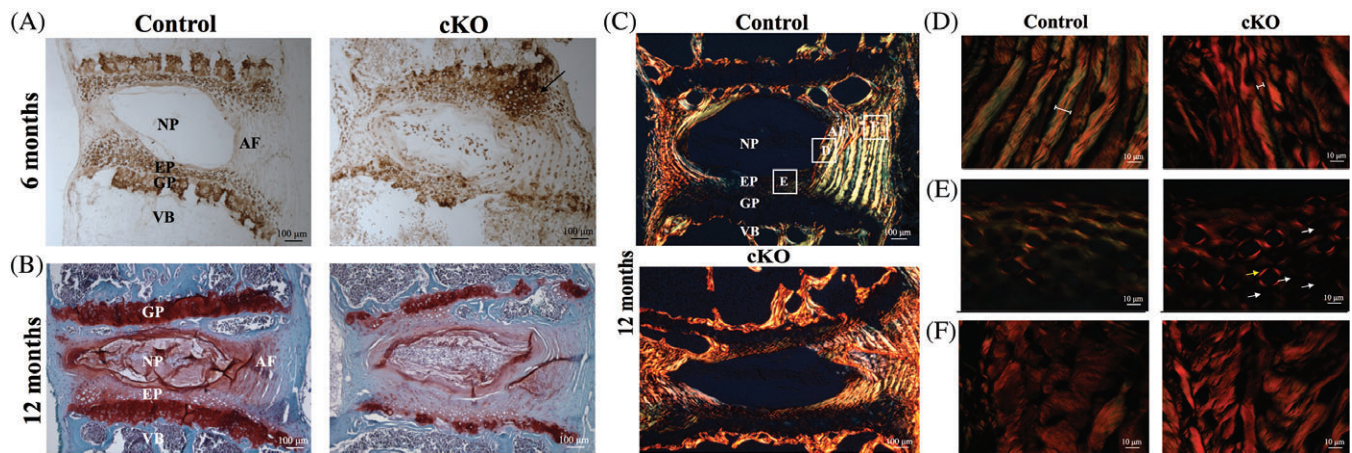 (A)
Control
cKO
6 months
NP
AF
EP
GP
VB
100 μm
100 μm
(B)
12 months
GP
NP
AF
EP
VB
100 μm
100 μm
(C)
Control
NP
AF
EP
E
GP
VB
100 μm
12 months
cKO
100 μm
(D)
Control
cKO
10 μm
10 μm
(E)
10 μm
10 μm
(F)
10 μm
10 μm